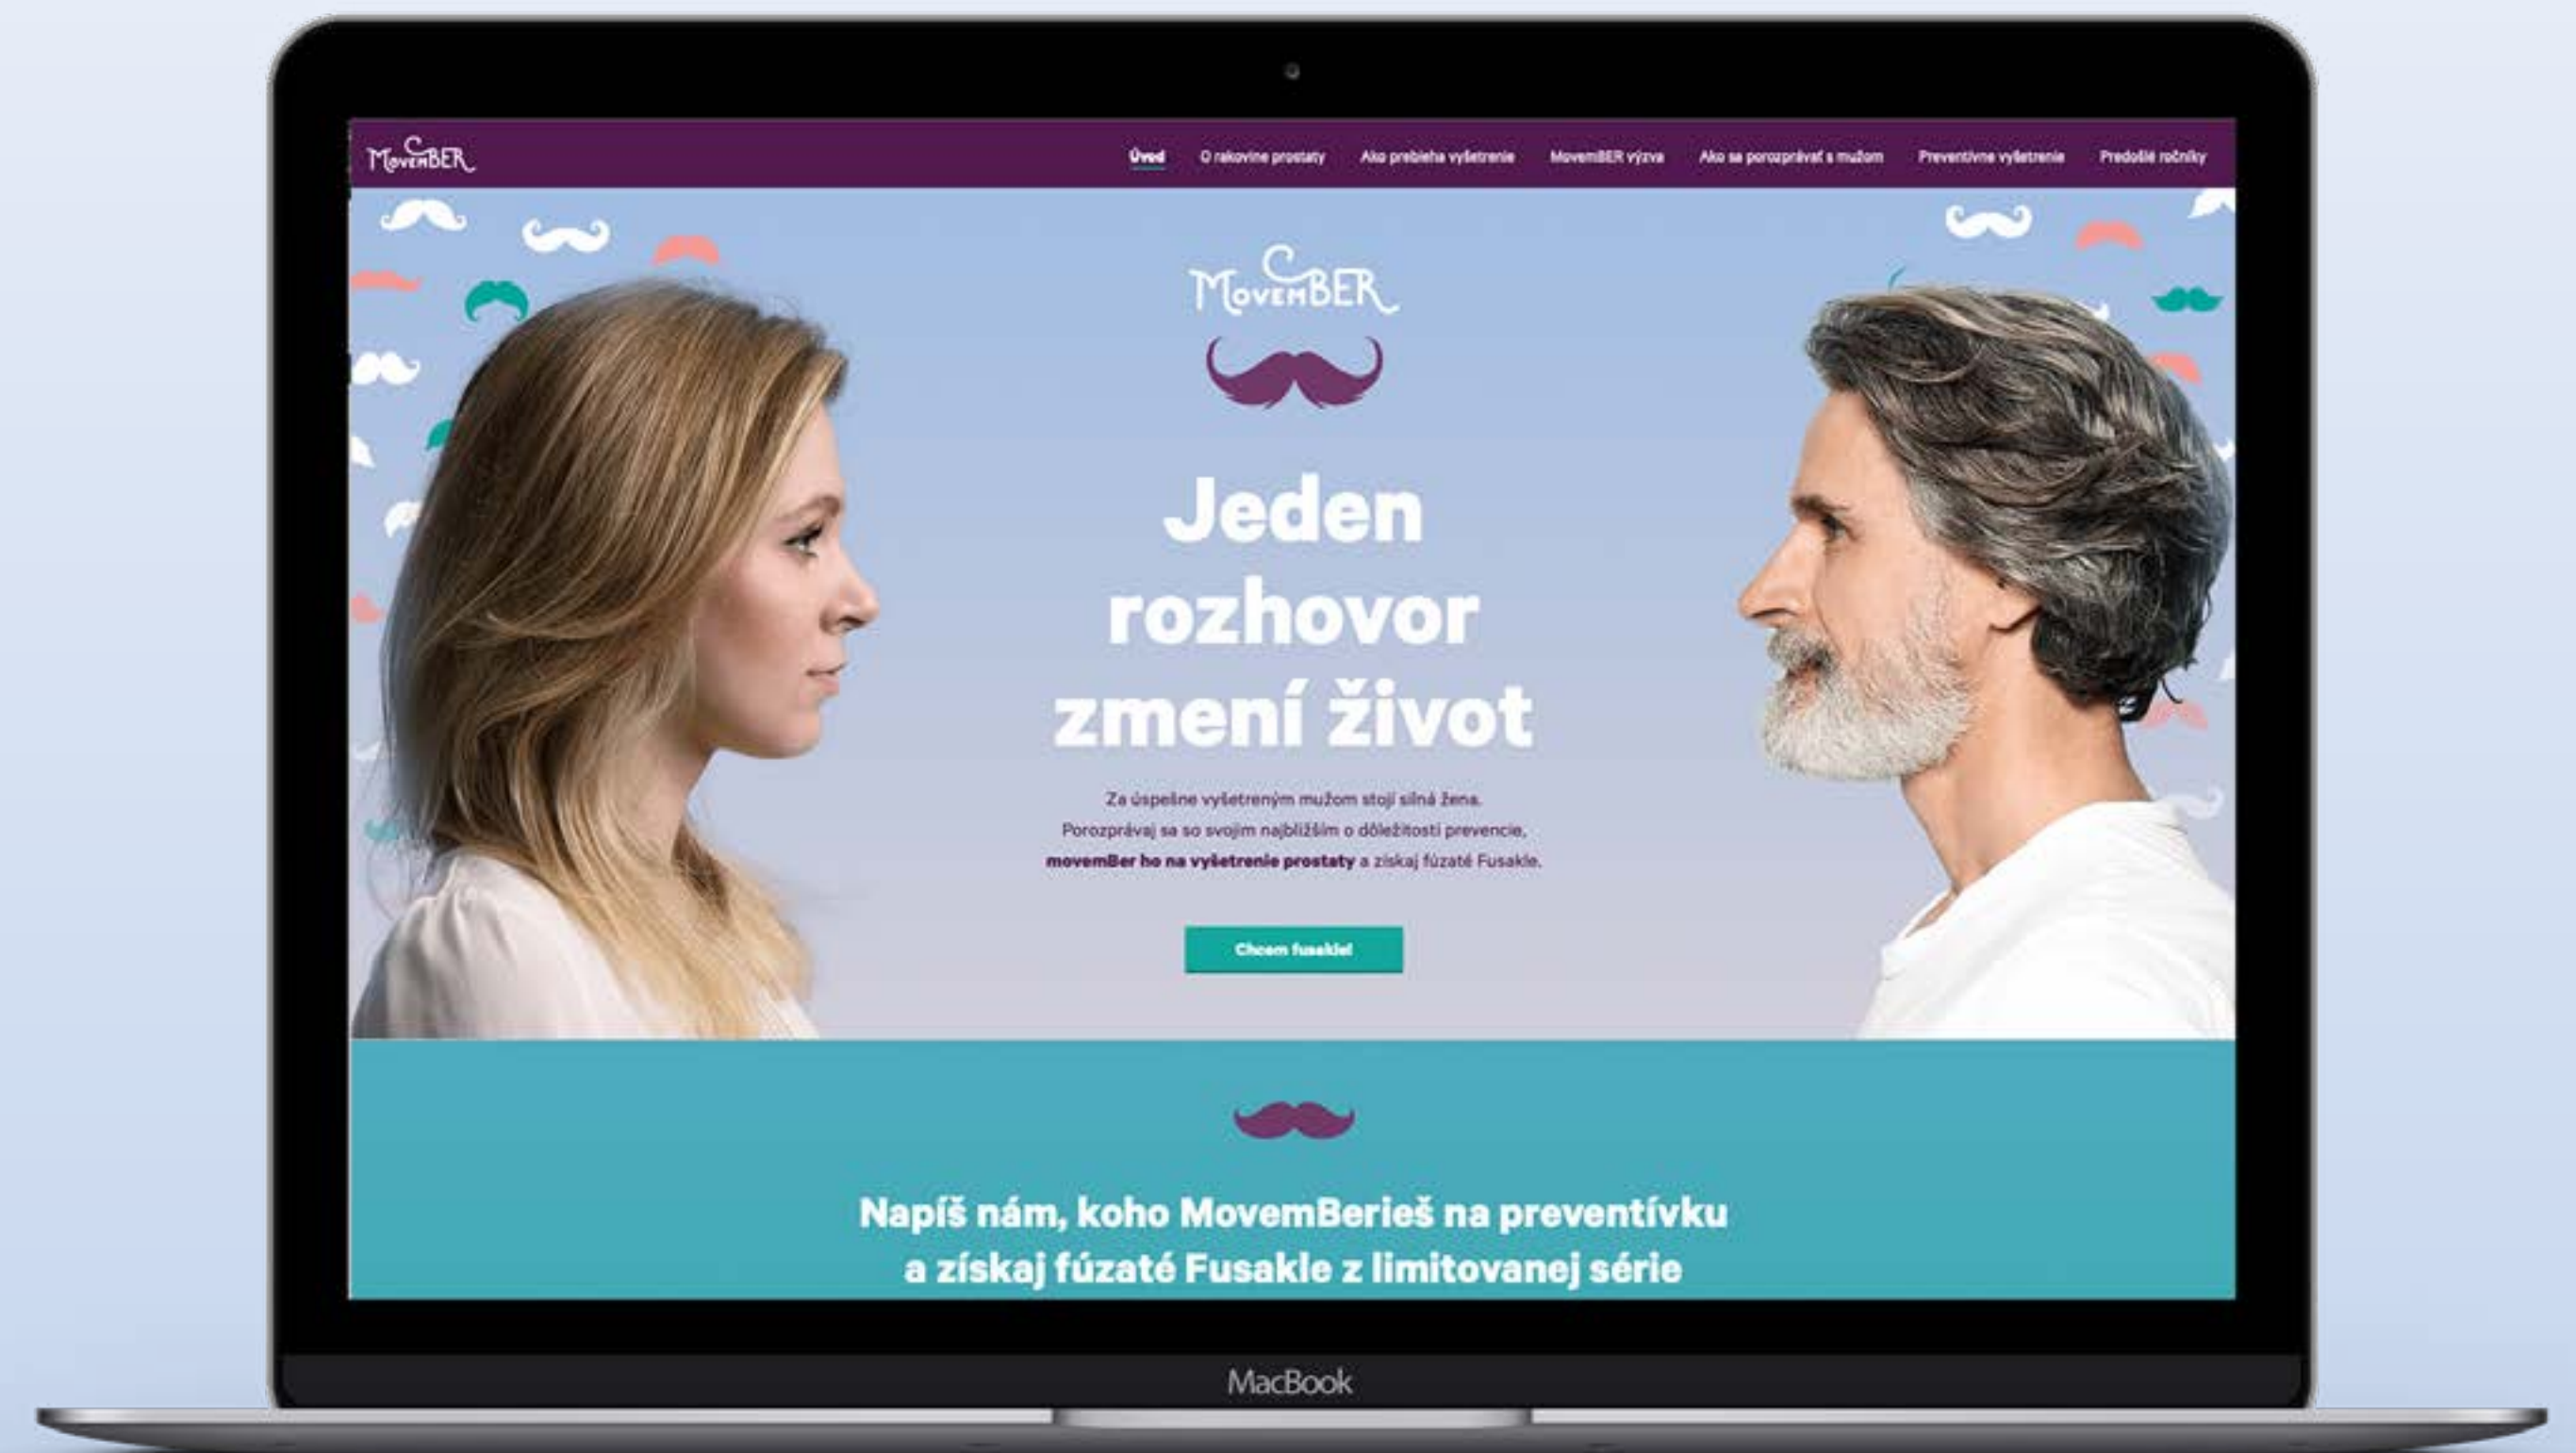 MovemBER
Úvod O rakovine prostaty Ako prebieha vyšetrenie MovemBER výzva Ako sa porozprávať s mužom Preventívne vyšetrenie Predošlé ročníky
MovemBER
Jeden
rozhovor
zmení život
Za úspešne vyšetreným mužom stojí silná žena.
Porozprávaj sa so svojim najbližším o dôležitosti prevencie,
movemBer ho na vyšetrenie prostaty a získaj fúzaté Fusakle.
Chcem fusakle!
Napíš nám, koho MovemBerieš na preventívku
a získaj fúzaté Fusakle z limitovanej série
MacBook